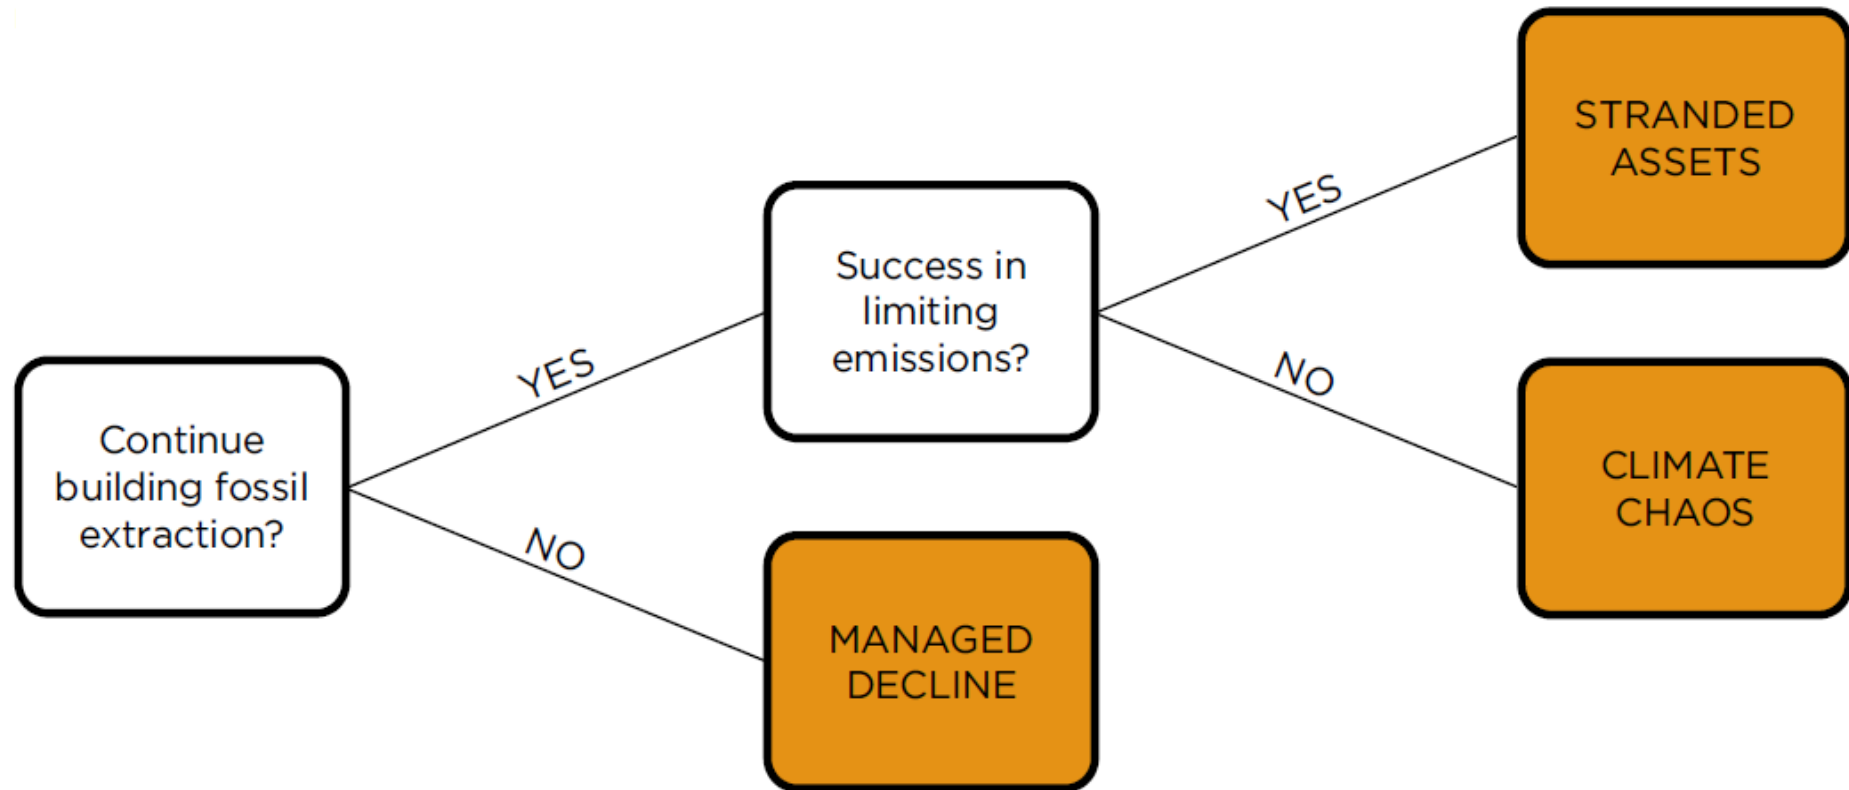 Continue
building fossil
extraction?
YES
NO
Success in
limiting
emissions?
MANAGED
DECLINE
YES
NO
STRANDED
ASSETS
CLIMATE
CHAOS